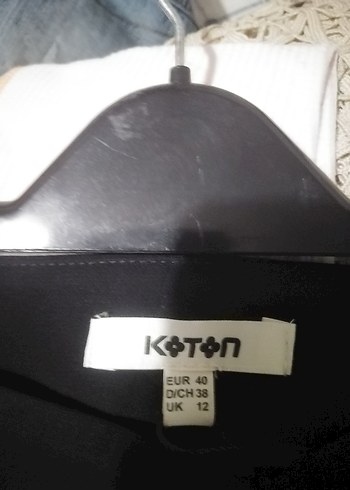 KOTON
EUR 40
D/CH 38
UK 12